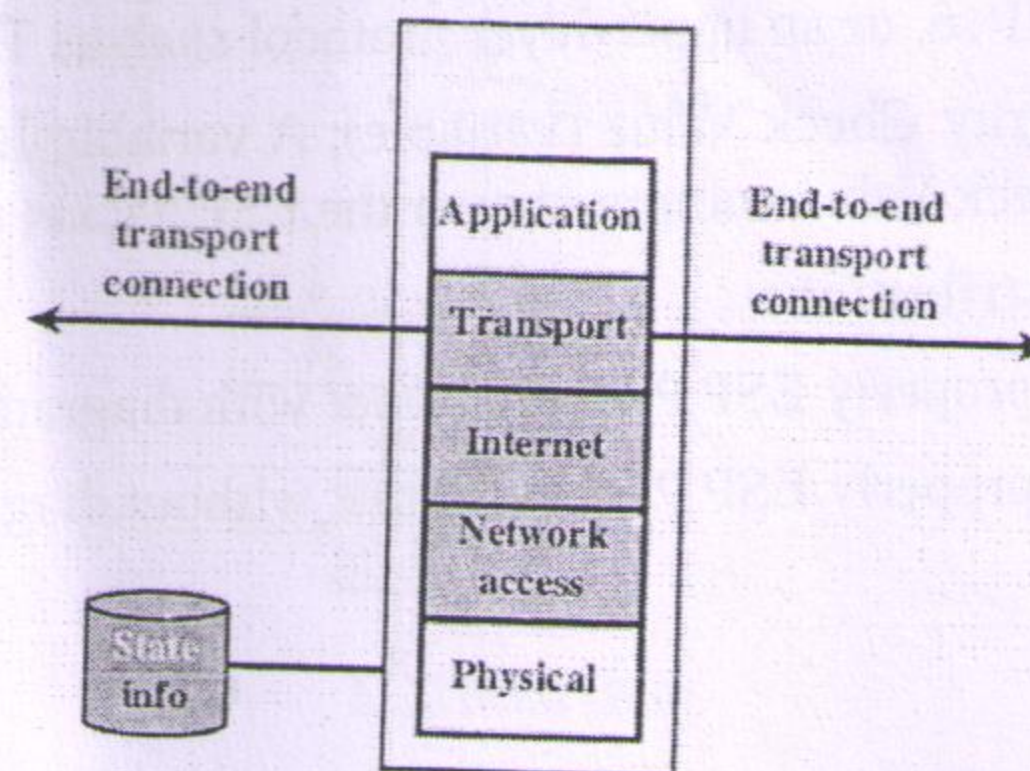 End-to-end
transport
connection
Application
Transport
Internet
Network
access
Physical
End-to-end
transport
connection
State
info